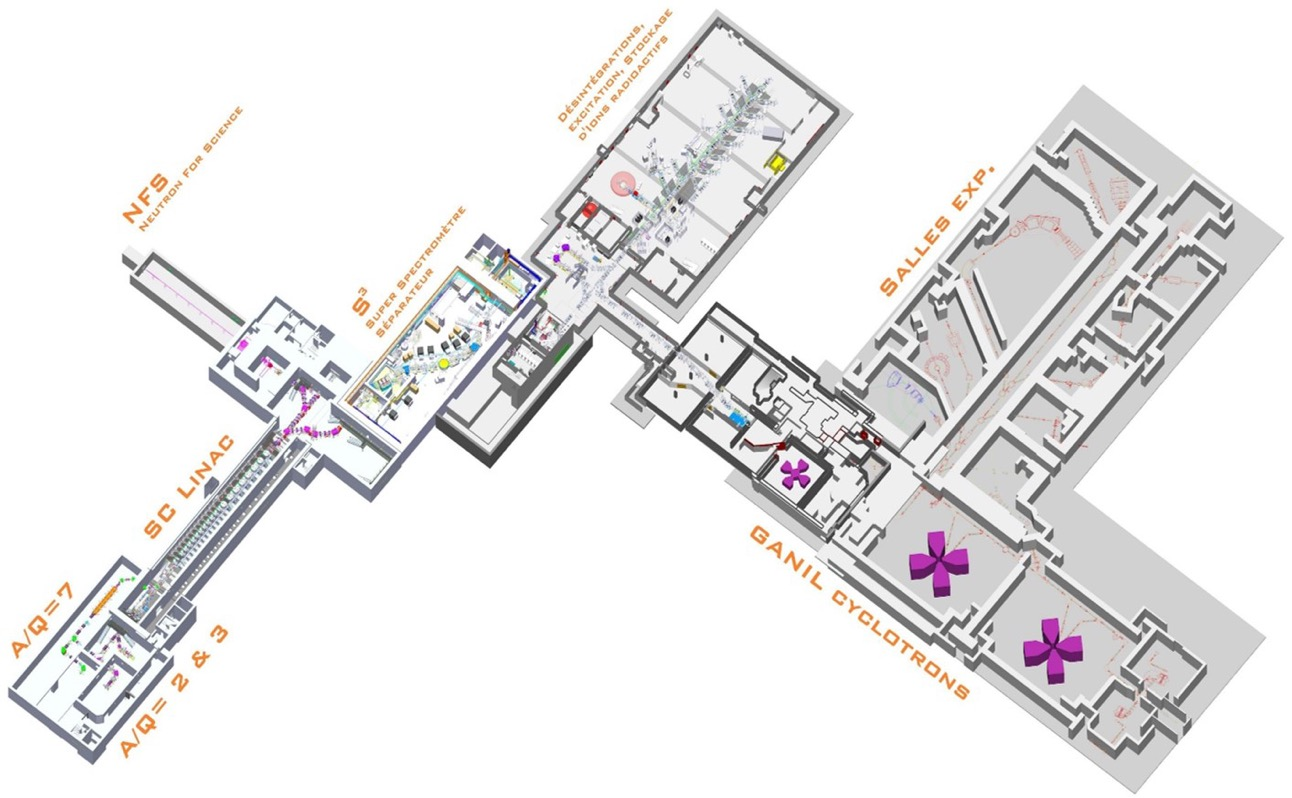 Désintégrations,
excitation, Stockage
d'ions radioactifs
NFS
Neutron For Science
S³
Super Spectromètre
Séparateur
Salles exp.
SC Linac
GANIL cyclotrons
A/Q=7
A/Q= 2 & 3